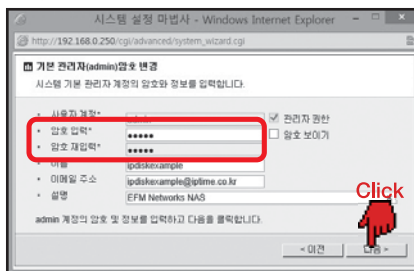 시스템 설정 마법사 - Windows Internet Explorer
http://192.168.0.250/cgi/advanced/system_wizard.cgi
기본 관리자(admin)암호 변경
시스템 기본 관리자 계정의 암호와 정보를 입력합니다.
사용자 계정* 관리자 권한
암호 입력* ••••• 암호 보이기
암호 재입력* •••••
이름 ipdiskexample
이메일 주소 ipdiskexample@iptime.co.kr
설명 EFM Networks NAS
Click
admin 계정의 암호 및 정보를 입력하고 다음을 클릭합니다.
< 이전 다음 >